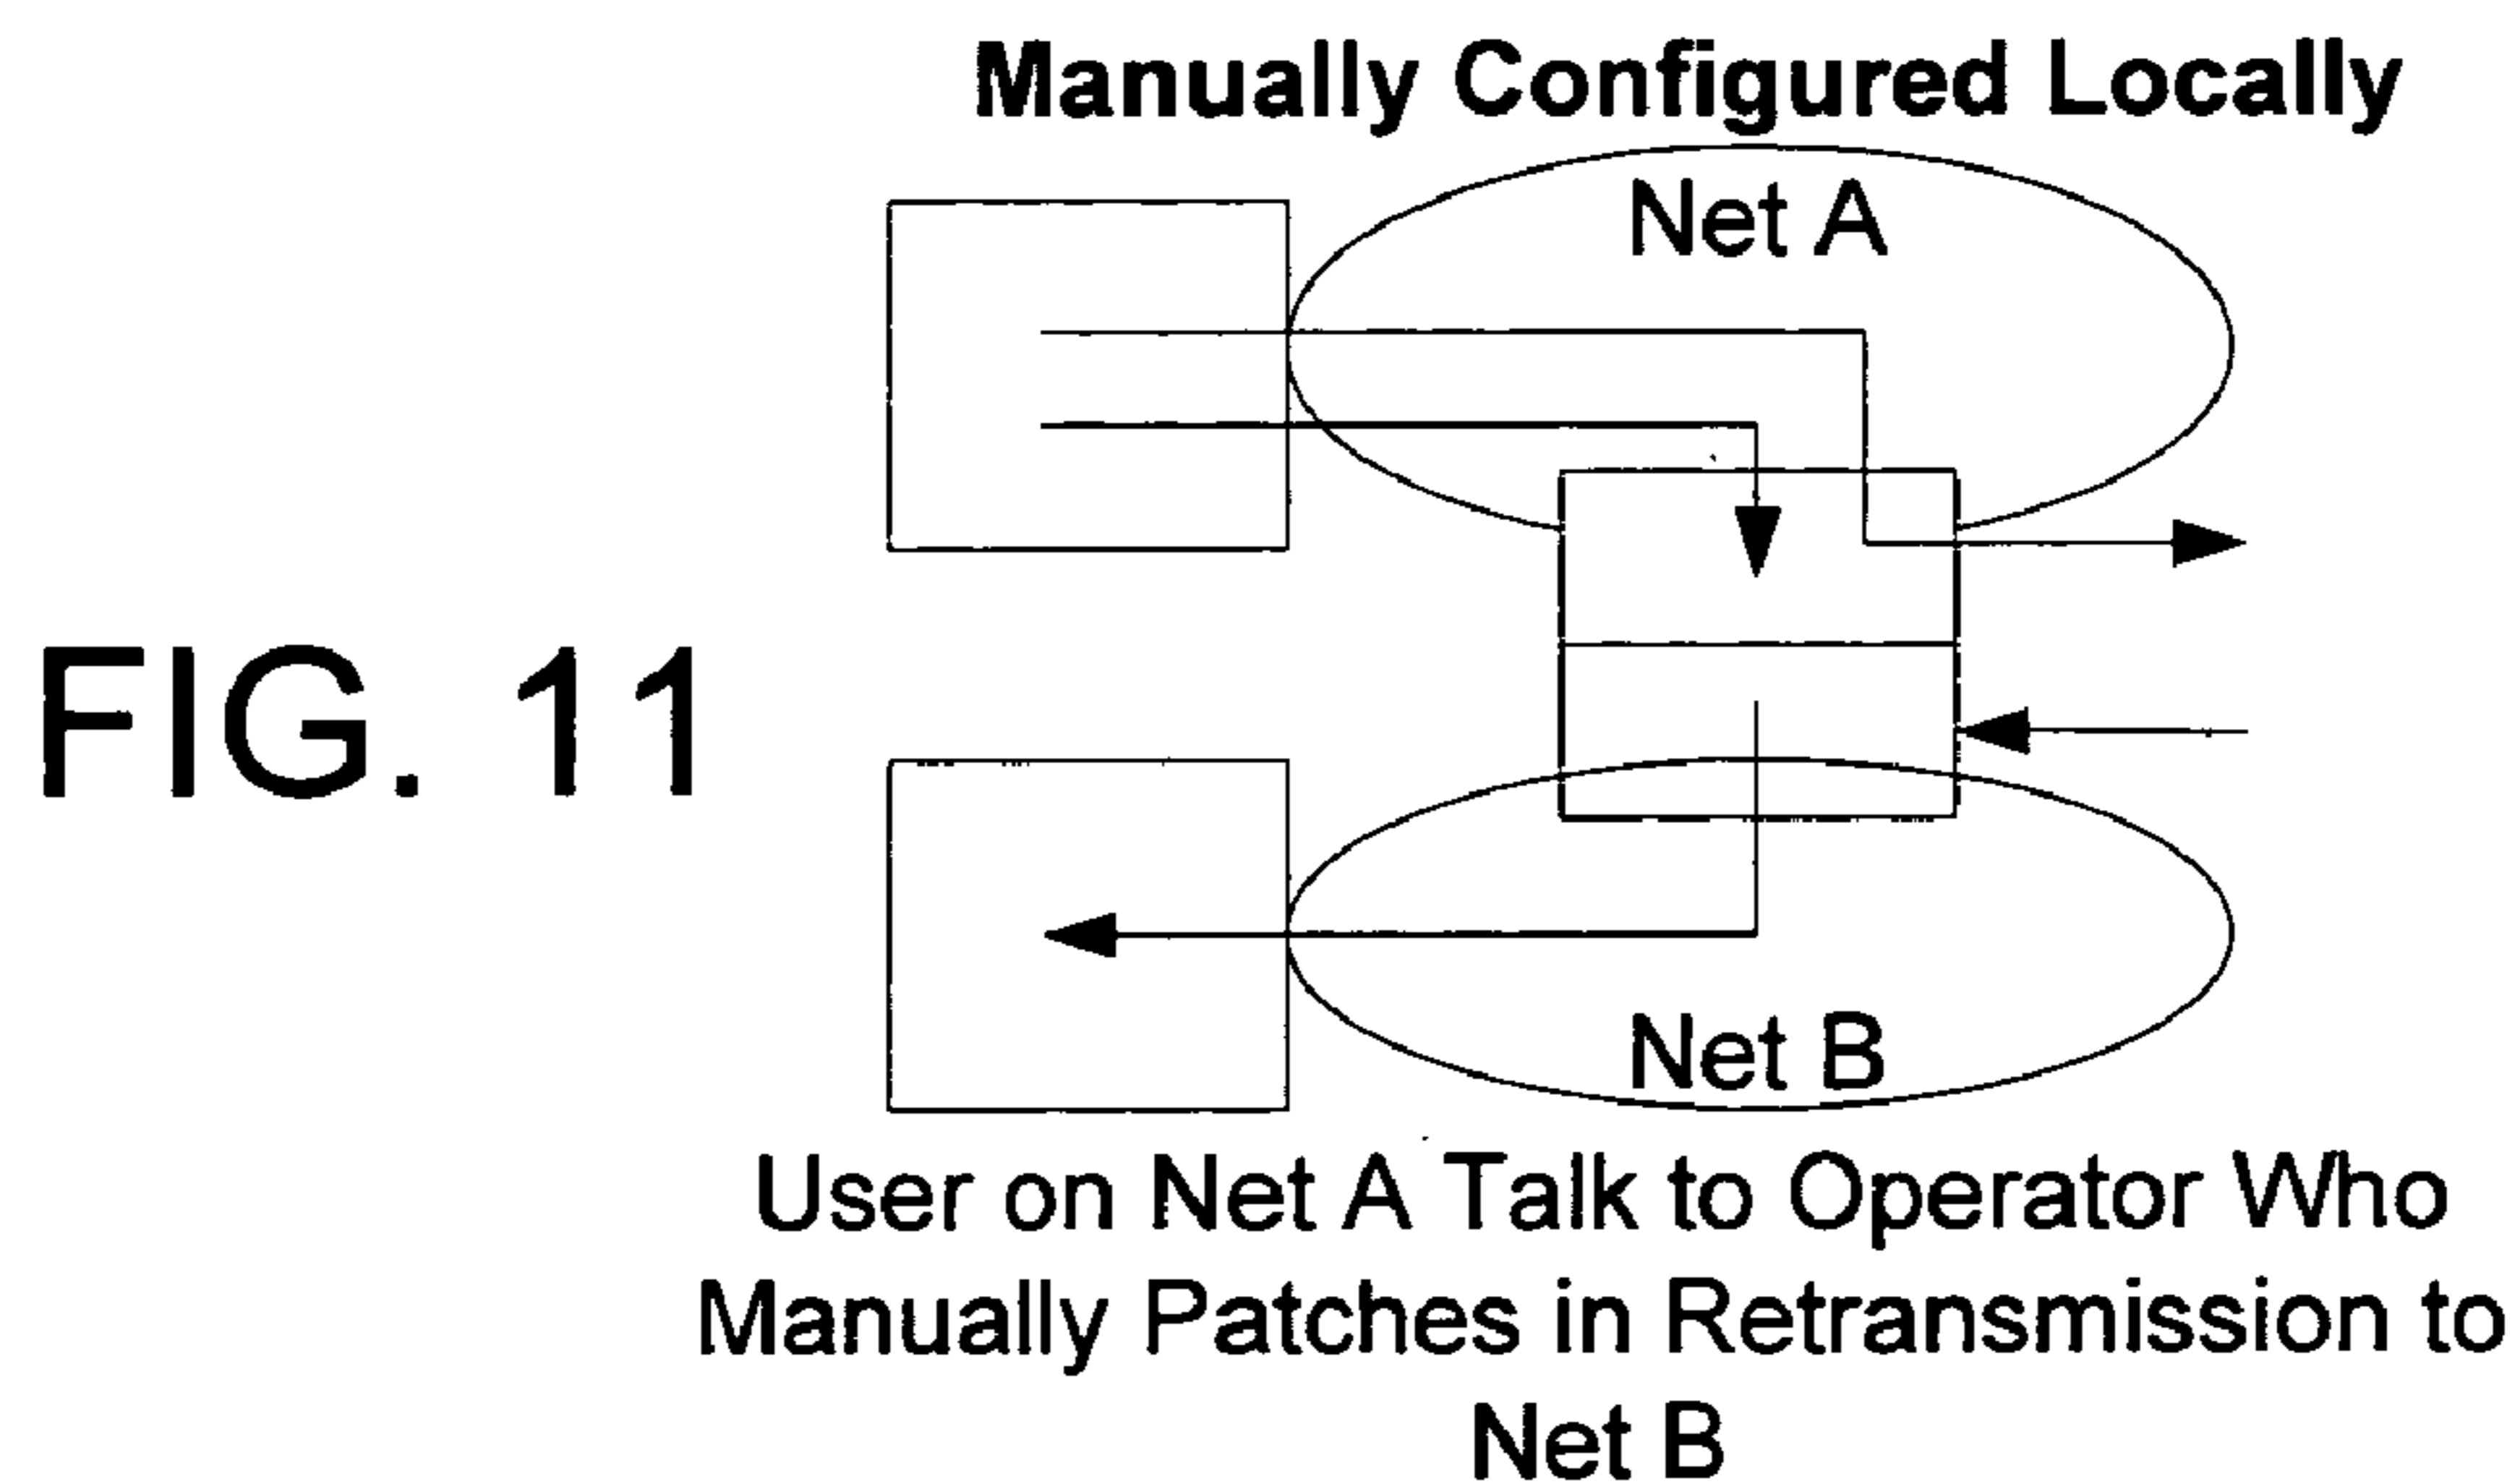 Manually Configured Locally
Net A
FIG. 11
Net B
User on Net A Talk to Operator Who
Manually Patches in Retransmission to
Net B